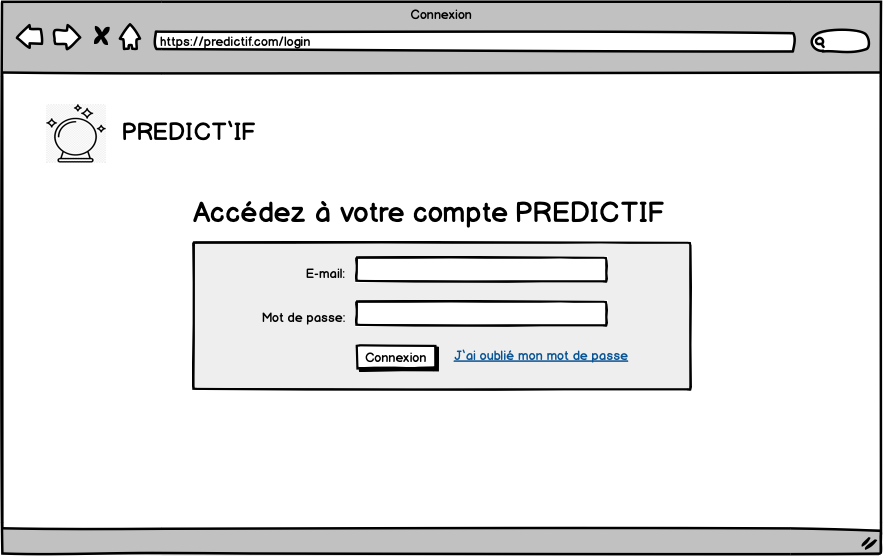 Connexion
https://predictif.com/login
PREDICT`IF
Accédez à votre compte PREDICTIF
E-mail:
Mot de passe:
Connexion J`ai oublié mon mot de passe